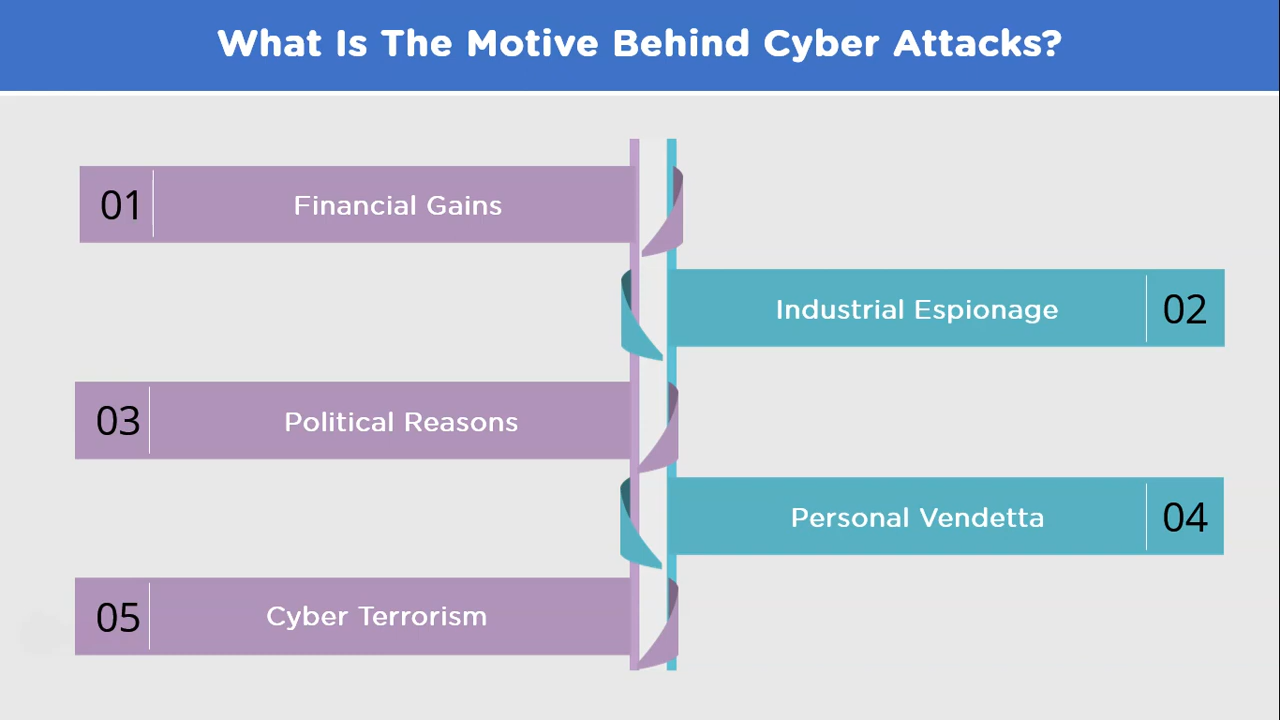 What Is The Motive Behind Cyber Attacks?
01 Financial Gains
Industrial Espionage 02
03 Political Reasons
Personal Vendetta 04
05 Cyber Terrorism